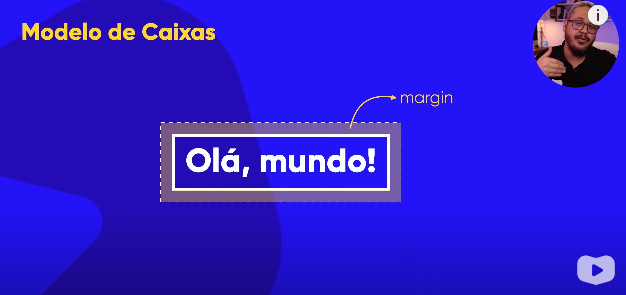 Modelo de Caixas
i
margin
Olá, mundo!